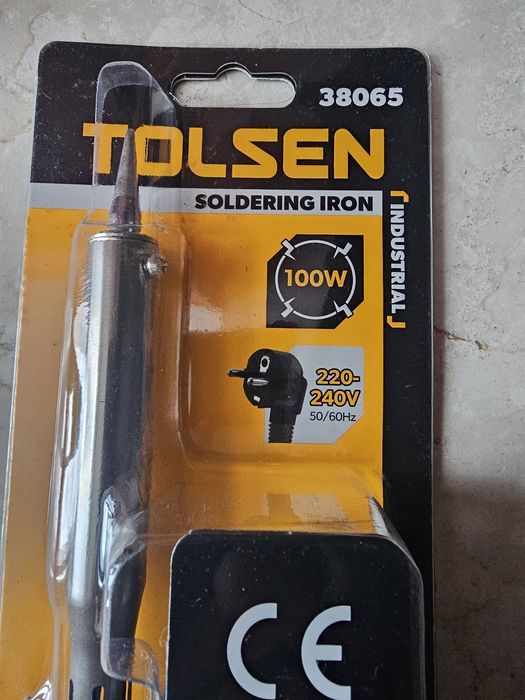 38065
TOLSEN
SOLDERING IRON
INDUSTRIAL
100W
220-
240V
50/60Hz
CE